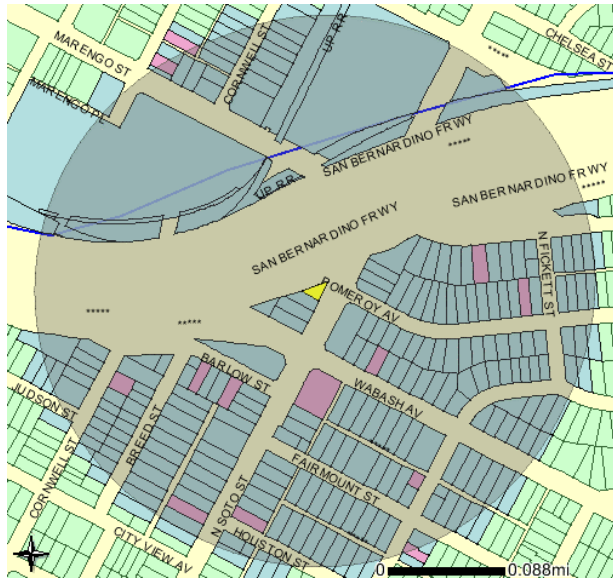 CHELSEA ST
*****
MARENGO ST
CORNWELL ST
UP RR
MARENGO PL
SAN BERNARDINO FRWY
*****
UP RR
SAN BERNARDINO FRWY
*****
SAN BERNARDINO FRWY
N FICKETT ST
POMEROY AV
*****
*****
BARLOW ST
WABASH AV
JUDSON ST
BREED ST
CORNWELL ST
N SOTO ST
*****
FAIRMOUNT ST
CITY VIEW AV
HOUSTON ST
*****
0 0.088mi